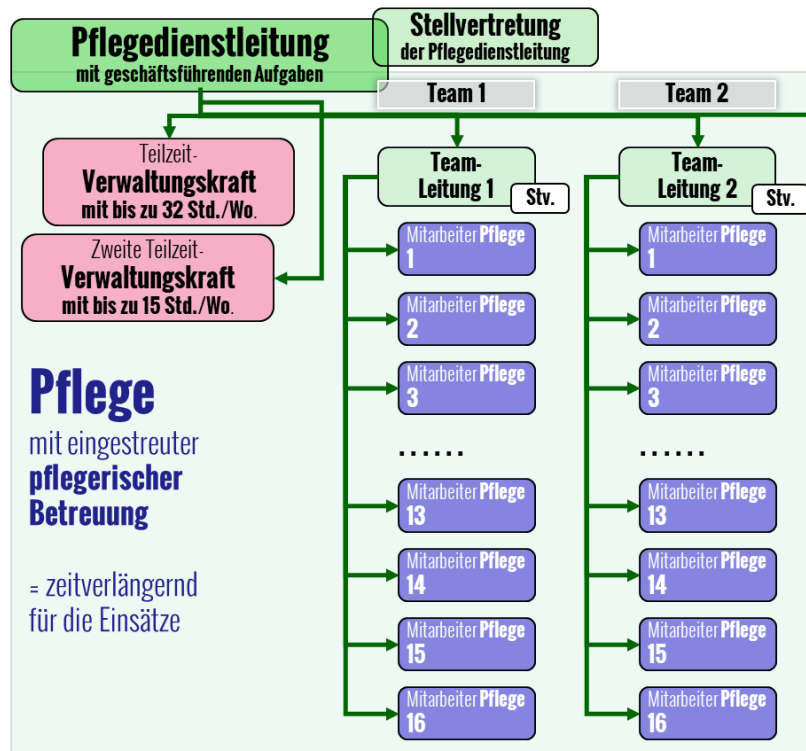 Pflegedienstleitung
mit geschäftsführenden Aufgaben
Stellvertretung
der Pflegedienstleitung
Teilzeit-
Verwaltungskraft
mit bis zu 32 Std./Wo.
Zweite Teilzeit-
Verwaltungskraft
mit bis zu 15 Std./Wo.
Pflege
mit eingestreuter
pflegerischer
Betreuung
= zeitverlängernd
für die Einsätze
Team 1
Team-
Leitung 1
Stv.
Mitarbeiter Pflege
1
Mitarbeiter Pflege
2
Mitarbeiter Pflege
3
......
Mitarbeiter Pflege
13
Mitarbeiter Pflege
14
Mitarbeiter Pflege
15
Mitarbeiter Pflege
16
Team 2
Team-
Leitung 2
Stv.
Mitarbeiter Pflege
1
Mitarbeiter Pflege
2
Mitarbeiter Pflege
3
......
Mitarbeiter Pflege
13
Mitarbeiter Pflege
14
Mitarbeiter Pflege
15
Mitarbeiter Pflege
16